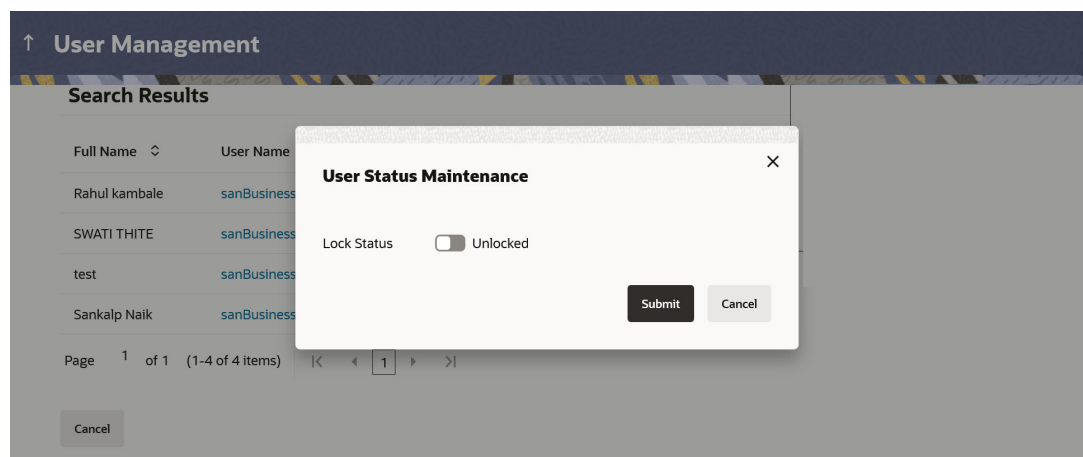 ↑ User Management
Search Results
Full Name User Name
Rahul kambale sanBusiness
SWATI THITE sanBusiness
test sanBusiness
Sankalp Naik sanBusiness
Page 1 of 1 (1-4 of 4 items) 1
Cancel
User Status Maintenance
Lock Status Unlocked
Submit Cancel